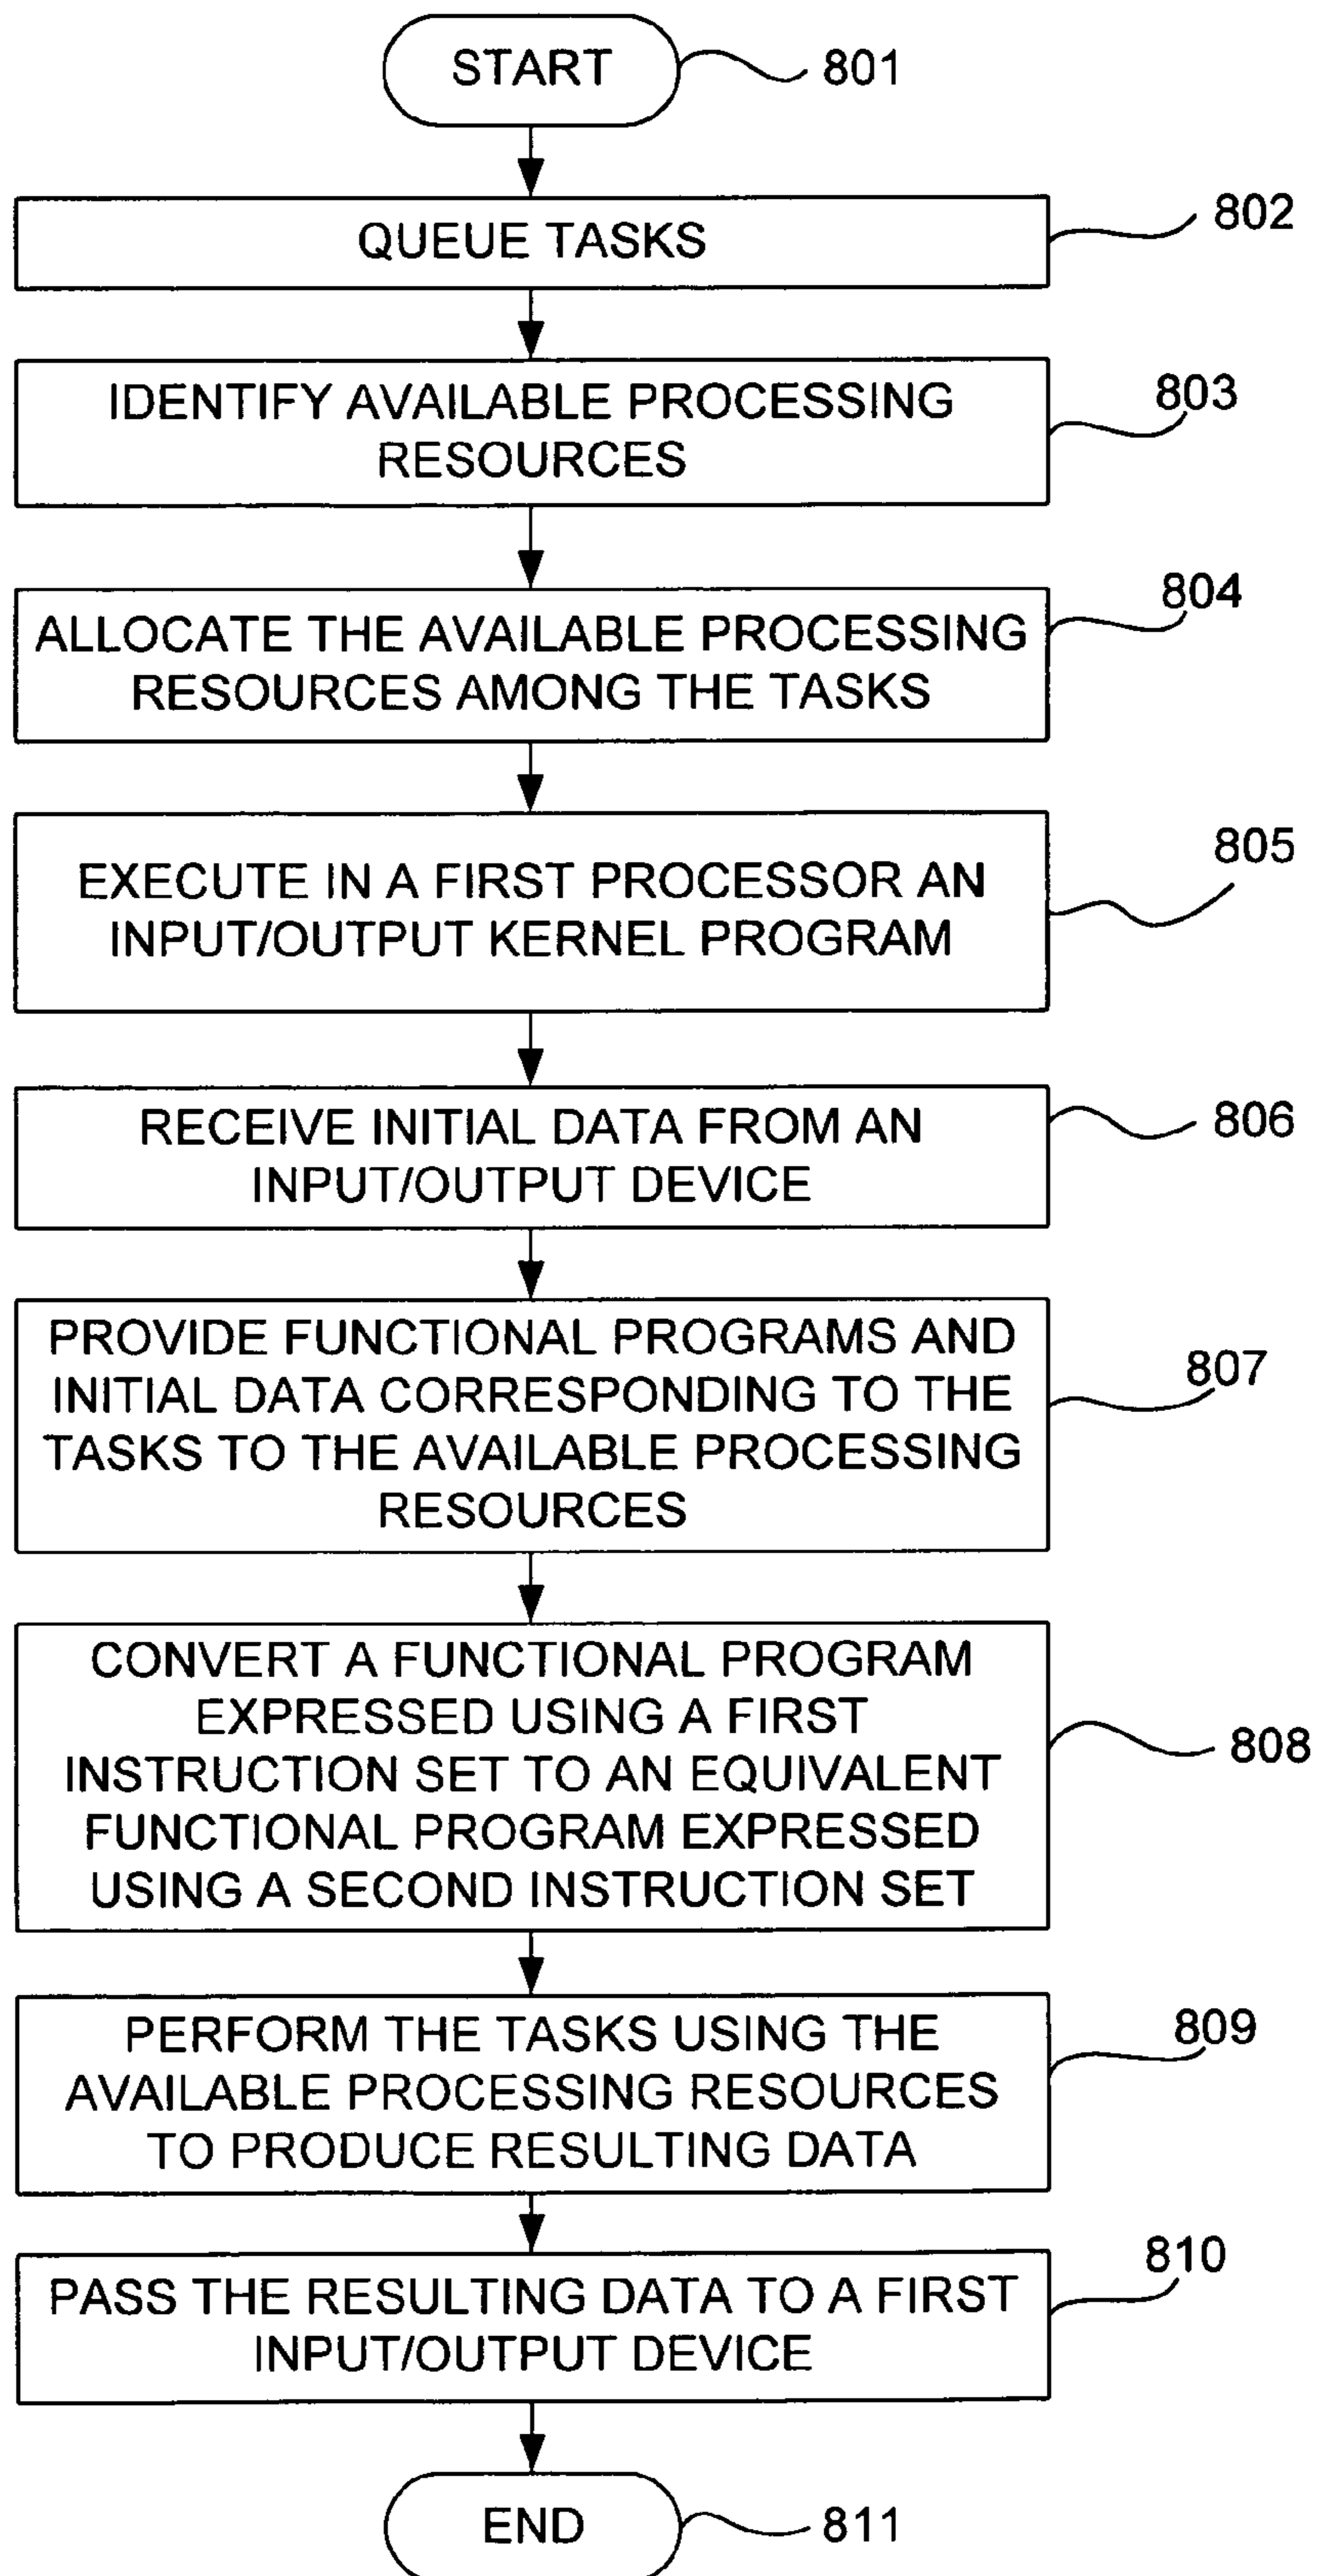 START
801
QUEUE TASKS
802
IDENTIFY AVAILABLE PROCESSING
RESOURCES
803
ALLOCATE THE AVAILABLE PROCESSING
RESOURCES AMONG THE TASKS
804
EXECUTE IN A FIRST PROCESSOR AN
INPUT/OUTPUT KERNEL PROGRAM
805
RECEIVE INITIAL DATA FROM AN
INPUT/OUTPUT DEVICE
806
PROVIDE FUNCTIONAL PROGRAMS AND
INITIAL DATA CORRESPONDING TO THE
TASKS TO THE AVAILABLE PROCESSING
RESOURCES
807
CONVERT A FUNCTIONAL PROGRAM
EXPRESSED USING A FIRST
INSTRUCTION SET TO AN EQUIVALENT
FUNCTIONAL PROGRAM EXPRESSED
USING A SECOND INSTRUCTION SET
808
PERFORM THE TASKS USING THE
AVAILABLE PROCESSING RESOURCES
TO PRODUCE RESULTING DATA
809
PASS THE RESULTING DATA TO A FIRST
INPUT/OUTPUT DEVICE
810
END
811